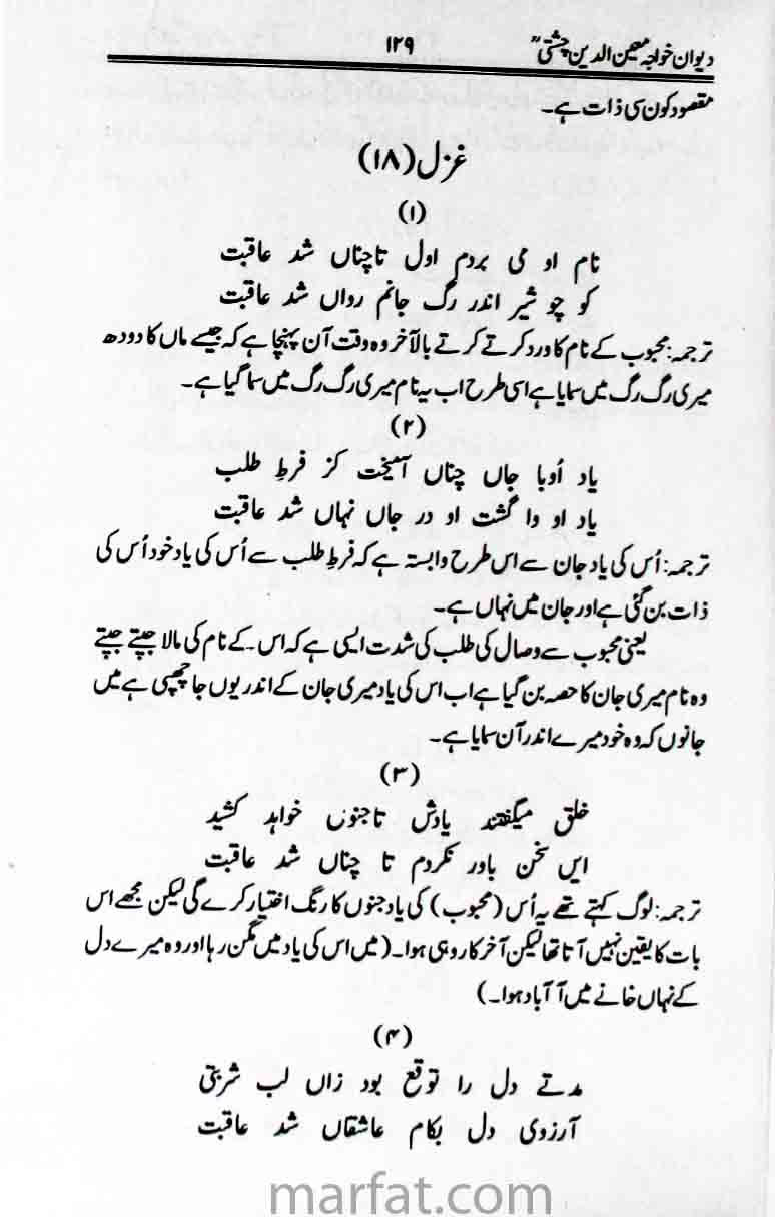 دیوان خواجہ معین الدین چشتیؒ ۱۲۹
مقصود کون سی ذات ہے۔
غزل (۱۸)
(۱)
نام او می بردم اول تاچناں شد عاقبت
کو چو شیر اندر رگ جانم رواں شد عاقبت
ترجمہ: محبوب کے نام کا ورد کرتے کرتے بالآخر وہ وقت آن پہنچا ہے کہ جیسے ماں کا دودھ
میری رگ رگ میں سمایا ہے اسی طرح اب یہ نام میری رگ رگ میں سما گیا ہے۔
(۲)
یاد اُوبا جاں چناں آمیخت کز فرطِ طلب
یاد او وا گشت او در جاں نہاں شد عاقبت
ترجمہ: اُس کی یاد جان سے اس طرح وابستہ ہے کہ فرطِ طلب سے اُس کی یاد خود اُس کی
ذات بن گئی ہے اور جان میں نہاں ہے۔
یعنی محبوب سے وصال کی طلب کی شدت ایسی ہے کہ اس کے نام کی مالا جپتے جپتے
وہ نام میری جان کا حصہ بن گیا ہے اب اس کی یاد میری جان کے اندر یوں جا چھپی ہے میں
جانوں کہ وہ خود میرے اندر آن سمایا ہے۔
(۳)
خلق میگفتند یادش تاجنوں خواہد کشید
ایں سخن باور نکردم تا چناں شد عاقبت
ترجمہ: لوگ کہتے تھے یہ اُس (محبوب) کی یاد جنوں کا رنگ اختیار کرے گی لیکن مجھے اس
بات کا یقین نہیں آتا تھا لیکن آخر کار وہی ہوا۔ (میں اس کی یاد میں مگن رہا اور وہ میرے دل
کے نہاں خانے میں آ آباد ہوا۔)
(۴)
مدتے دل را توقع بود زاں لب شربتی
آرزوی دل بکام عاشقاں شد عاقبت
marfat.com